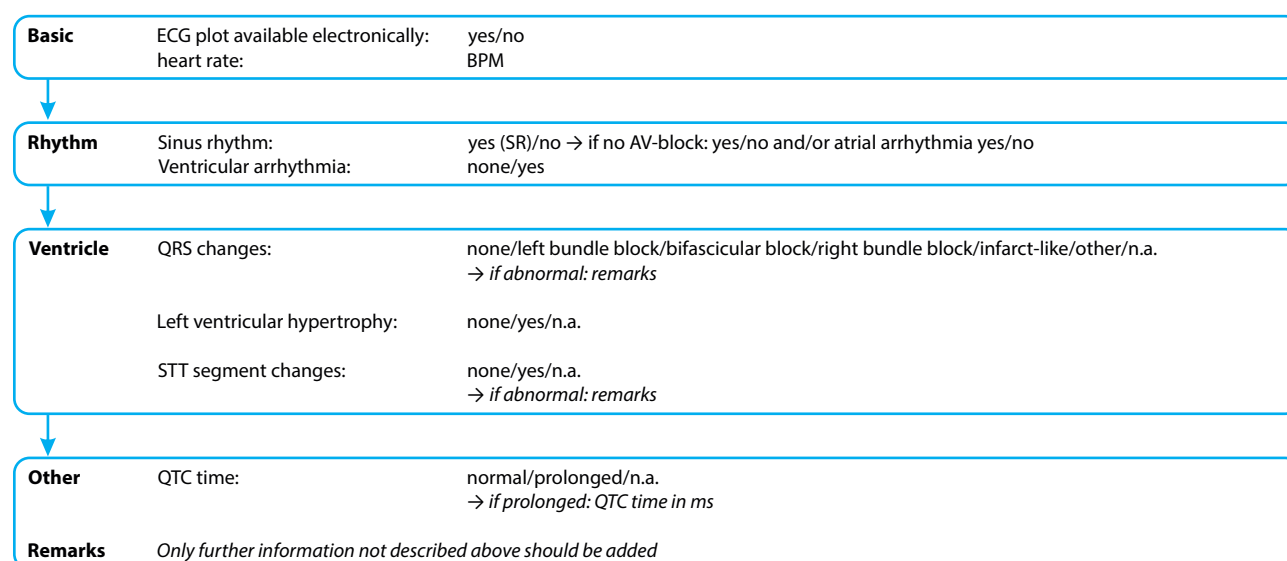 Basic ECG plot available electronically: yes/no
heart rate: BPM
Rhythm Sinus rhythm: yes (SR)/no → if no AV-block: yes/no and/or atrial arrhythmia yes/no
Ventricular arrhythmia: none/yes
Ventricle QRS changes: none/left bundle block/bifascicular block/right bundle block/infarct-like/other/n.a.
→ if abnormal: remarks
Left ventricular hypertrophy: none/yes/n.a.
STT segment changes: none/yes/n.a.
→ if abnormal: remarks
Other QTC time: normal/prolonged/n.a.
→ if prolonged: QTC time in ms
Remarks Only further information not described above should be added